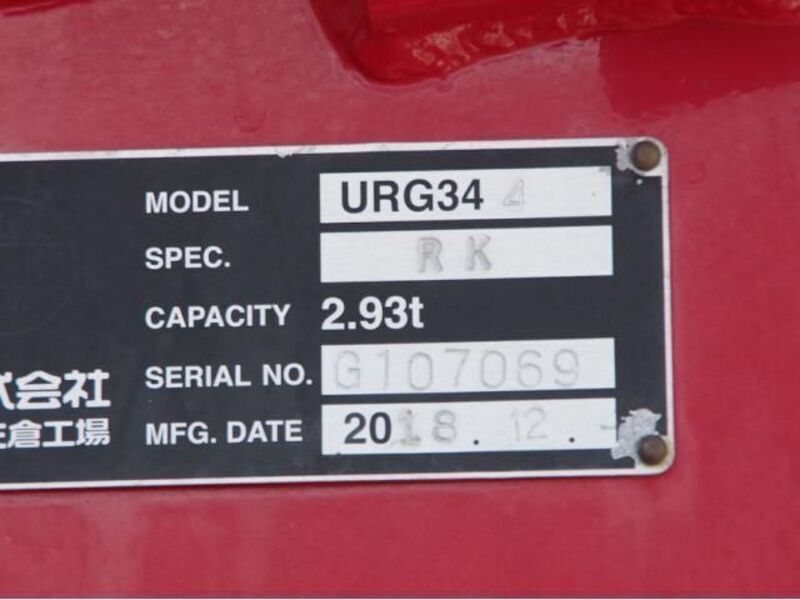 MODEL URG344
SPEC. RK
CAPACITY 2.93t
式会社 SERIAL NO. G107069
佐倉工場 MFG. DATE 2018.12.